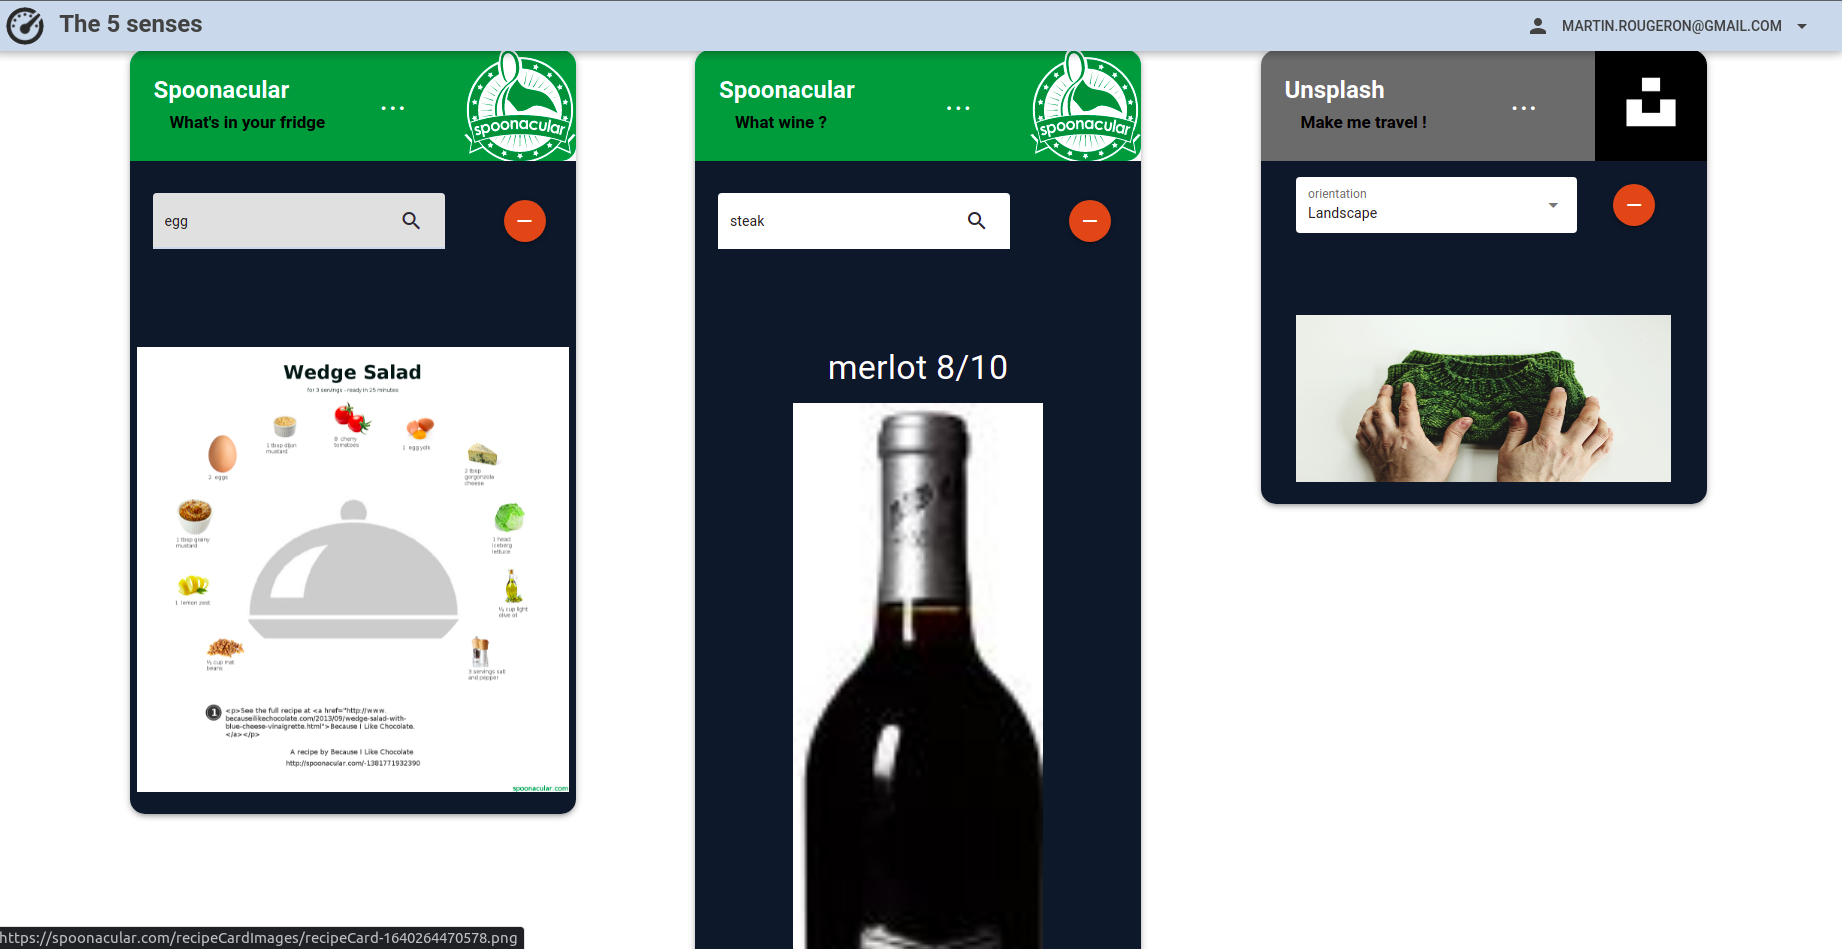 The 5 senses
MARTIN.ROUGERON@GMAIL.COM
Spoonacular
What's in your fridge
...
spoonacular
egg
Wedge Salad
for 3 servings - ready in 25 minutes
8 cherry
tomatoes
1 tbsp dijon
mustard
1 egg yolk
2 eggs
2 tbsp
gorgonzola
cheese
1 tbsp grainy
mustard
1 head
iceberg
lettuce
1 lemon zest
cup light
olive oil
cup mat
beans
3 servings salt
and pepper
1
<p>See the full recipe at <a href="http://www.
becauseilikechocolate.com/2013/09/wedge-salad-with-
blue-cheese-vinaigrette.html">Because I Like Chocolate.
</a></p>
A recipe by Because I Like Chocolate
http://spoonacular.com/-1381771932390
spoonacular.com
Spoonacular
What wine ?
...
spoonacular
steak
merlot 8/10
Unsplash
Make me travel !
...
orientation
Landscape
https://spoonacular.com/recipeCardImages/recipeCard-1640264470578.png